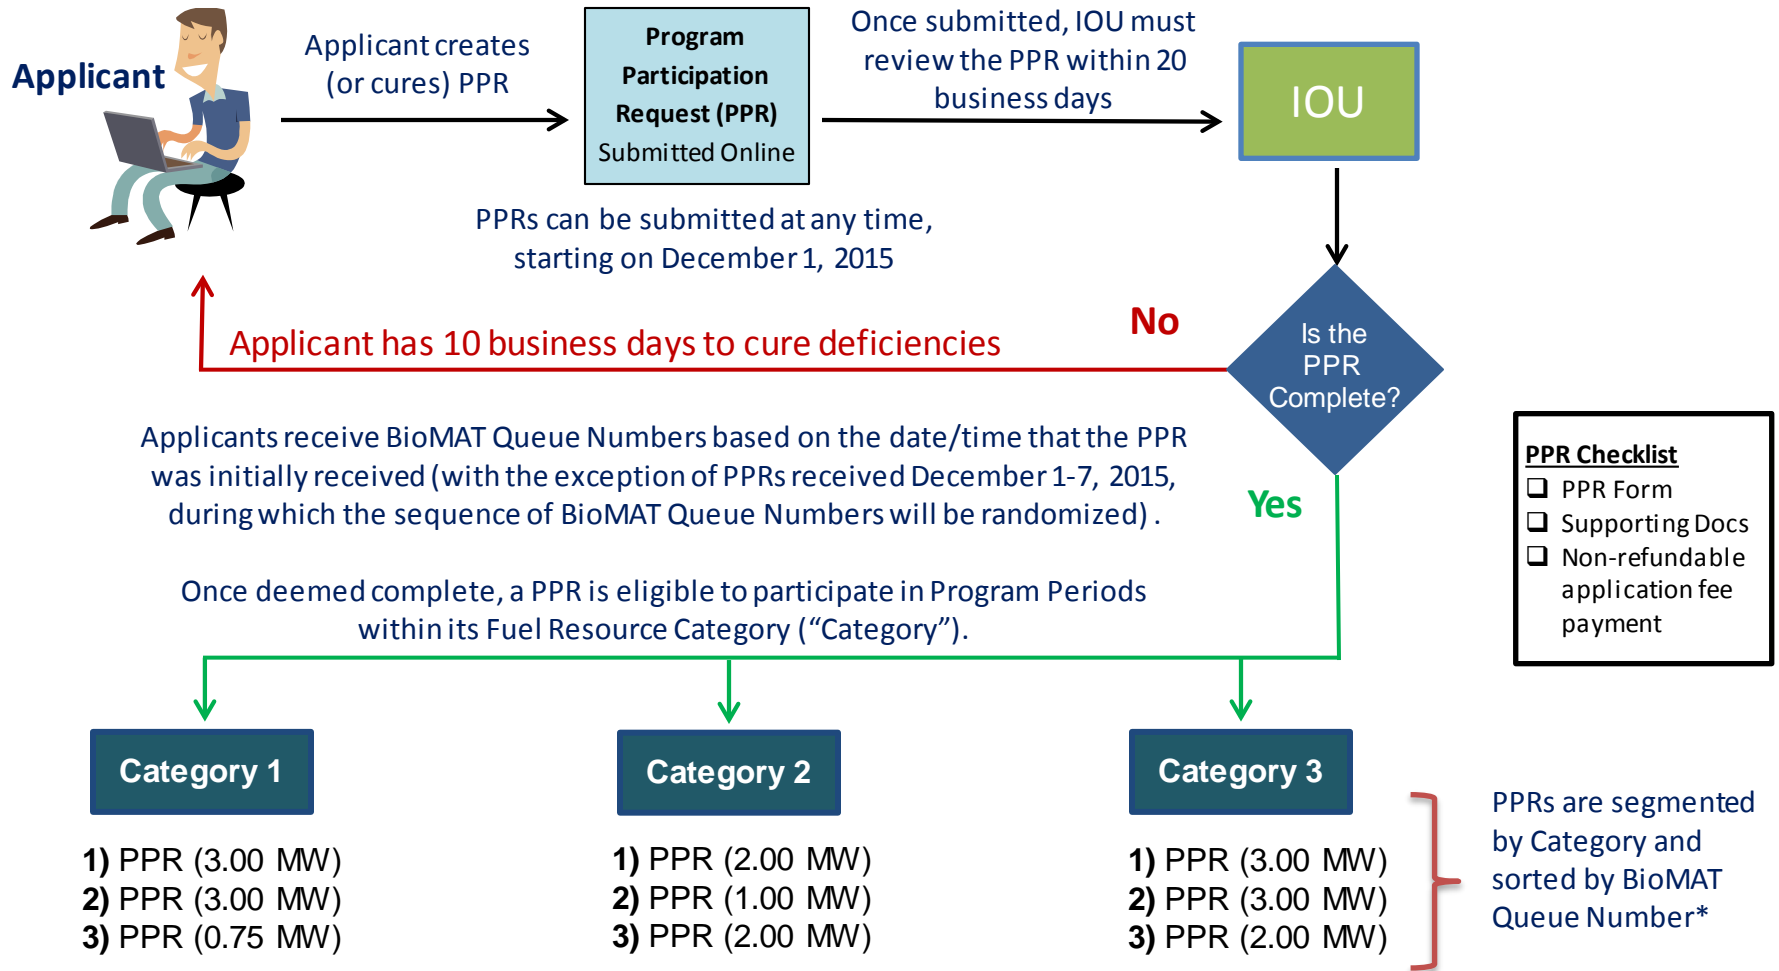 Applicant
Applicant creates
(or cures) PPR
Program
Participation
Request (PPR)
Submitted Online
Once submitted, IOU must
review the PPR within 20
business days
IOU
PPRs can be submitted at any time,
starting on December 1, 2015
No
Applicant has 10 business days to cure deficiencies
Is the
PPR
Complete?
Applicants receive BioMAT Queue Numbers based on the date/time that the PPR
was initially received (with the exception of PPRs received December 1-7, 2015,
during which the sequence of BioMAT Queue Numbers will be randomized) .
Yes
PPR Checklist
❑ PPR Form
❑ Supporting Docs
❑ Non-refundable
application fee
payment
Once deemed complete, a PPR is eligible to participate in Program Periods
within its Fuel Resource Category (“Category”).
Category 1
1) PPR (3.00 MW)
2) PPR (3.00 MW)
3) PPR (0.75 MW)
Category 2
1) PPR (2.00 MW)
2) PPR (1.00 MW)
3) PPR (2.00 MW)
Category 3
1) PPR (3.00 MW)
2) PPR (3.00 MW)
3) PPR (2.00 MW)
PPRs are segmented
by Category and
sorted by BioMAT
Queue Number*